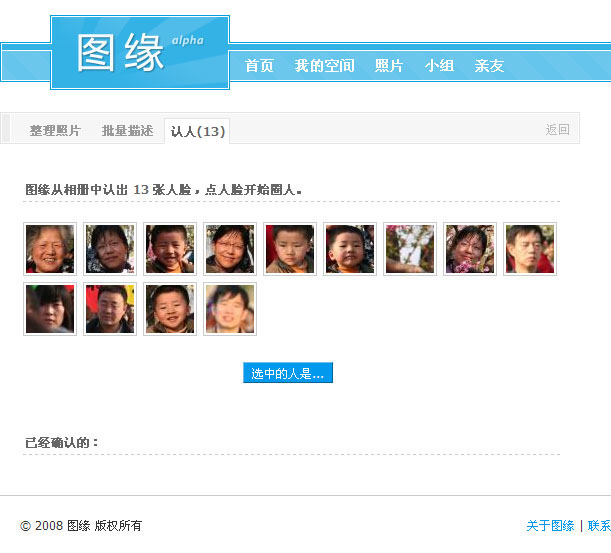 图缘 alpha
首页 我的空间 照片 小组 亲友
整理照片 批量描述 认人(13) 返回
图缘从相册中认出 13 张人脸，点人脸开始圈人。
选中的人是...
已经确认的：
© 2008 图缘 版权所有 关于图缘 | 联系